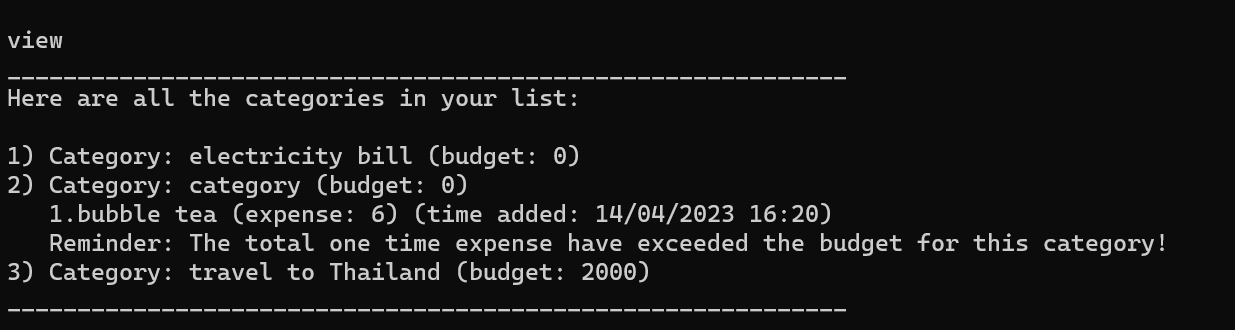 view
____________________________________________________________
Here are all the categories in your list:
1) Category: electricity bill (budget: 0)
2) Category: category (budget: 0)
1.bubble tea (expense: 6) (time added: 14/04/2023 16:20)
Reminder: The total one time expense have exceeded the budget for this category!
3) Category: travel to Thailand (budget: 2000)
____________________________________________________________